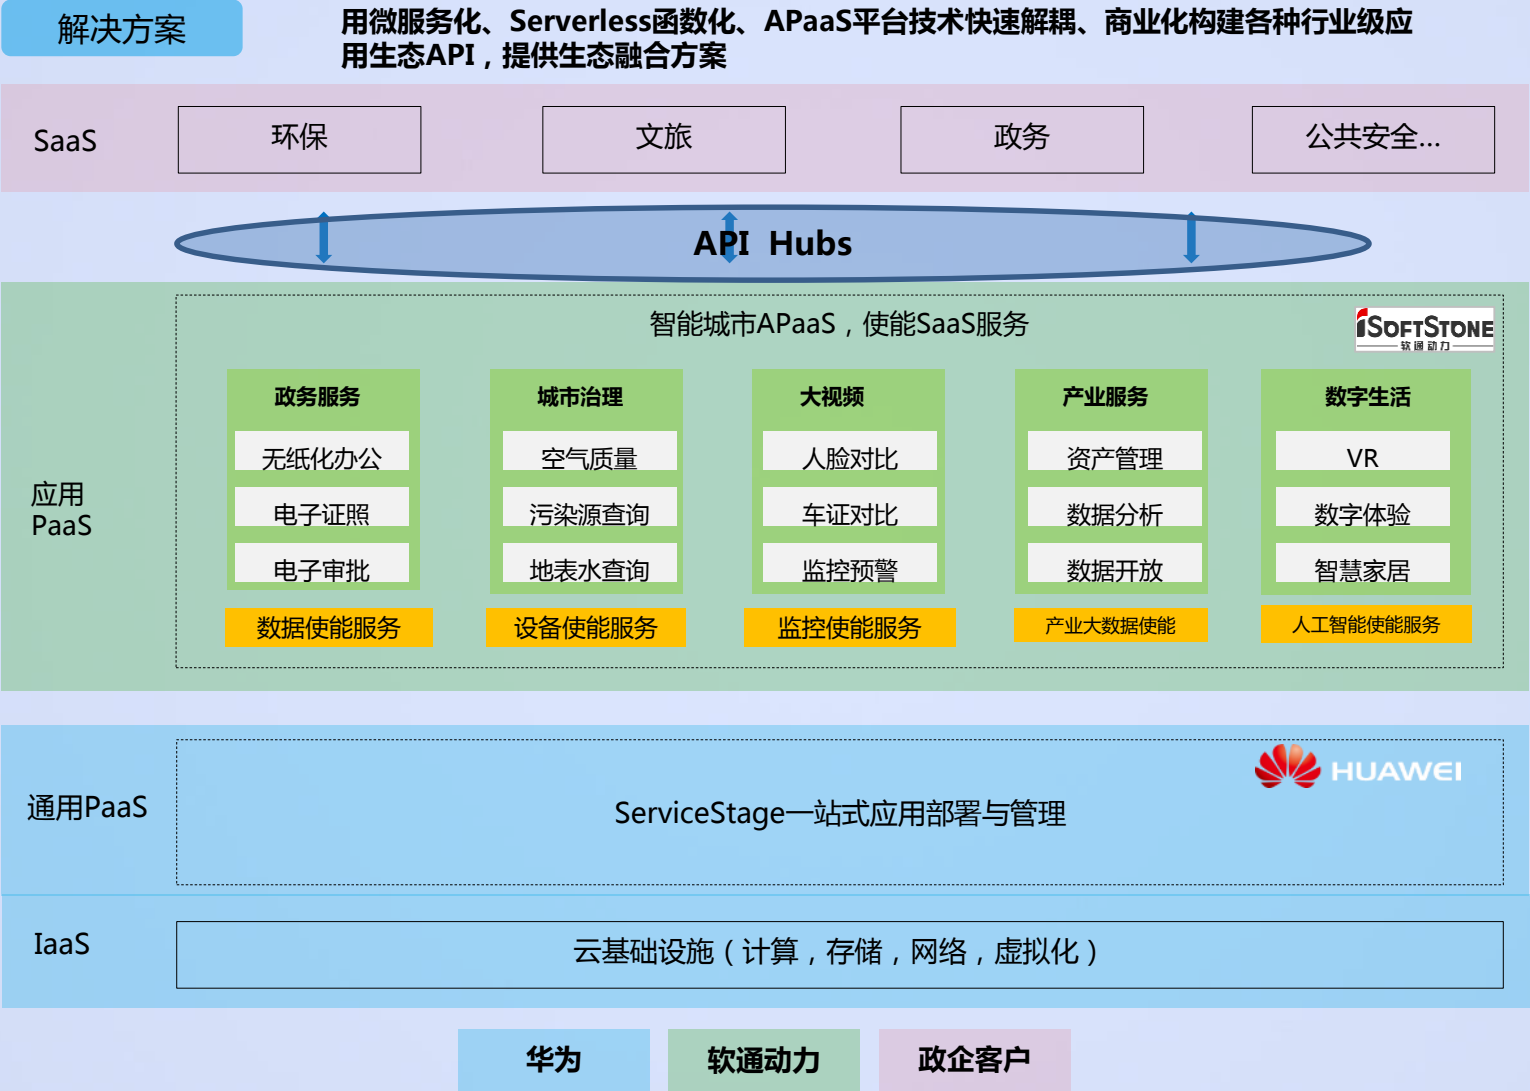 解决方案
用微服务化、Serverless函数化、APaaS平台技术快速解耦、商业化构建各种行业级应
用生态API，提供生态融合方案
SaaS
环保
文旅
政务
公共安全...
API Hubs
智能城市APaaS，使能SaaS服务
iSOFTSTONE
软通动力
应用
PaaS
政务服务
无纸化办公
电子证照
电子审批
数据使能服务
城市治理
空气质量
污染源查询
地表水查询
设备使能服务
大视频
人脸对比
车证对比
监控预警
监控使能服务
产业服务
资产管理
数据分析
数据开放
产业大数据使能
数字生活
VR
数字体验
智慧家居
人工智能使能服务
通用PaaS
HUAWEI
ServiceStage一站式应用部署与管理
IaaS
云基础设施（计算，存储，网络，虚拟化）
华为
软通动力
政企客户